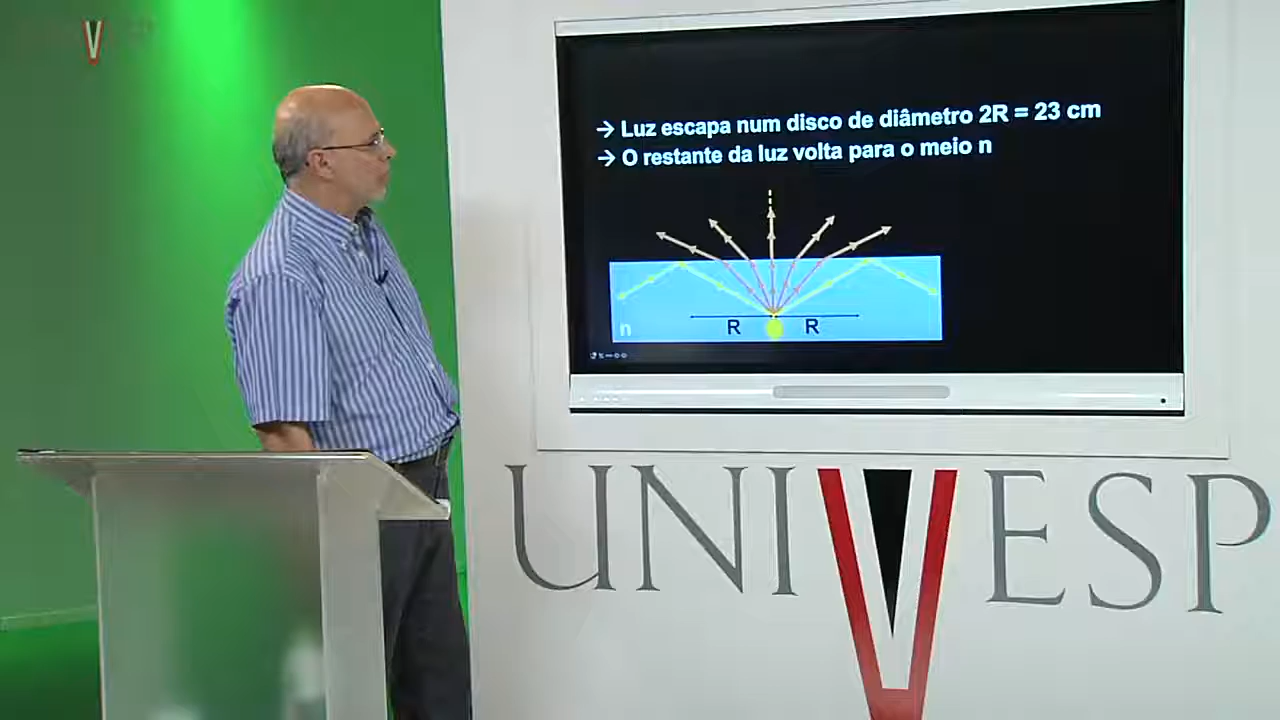 → Luz escapa num disco de diâmetro 2R = 23 cm
→ O restante da luz volta para o meio n
n
R
R
UNIVESP